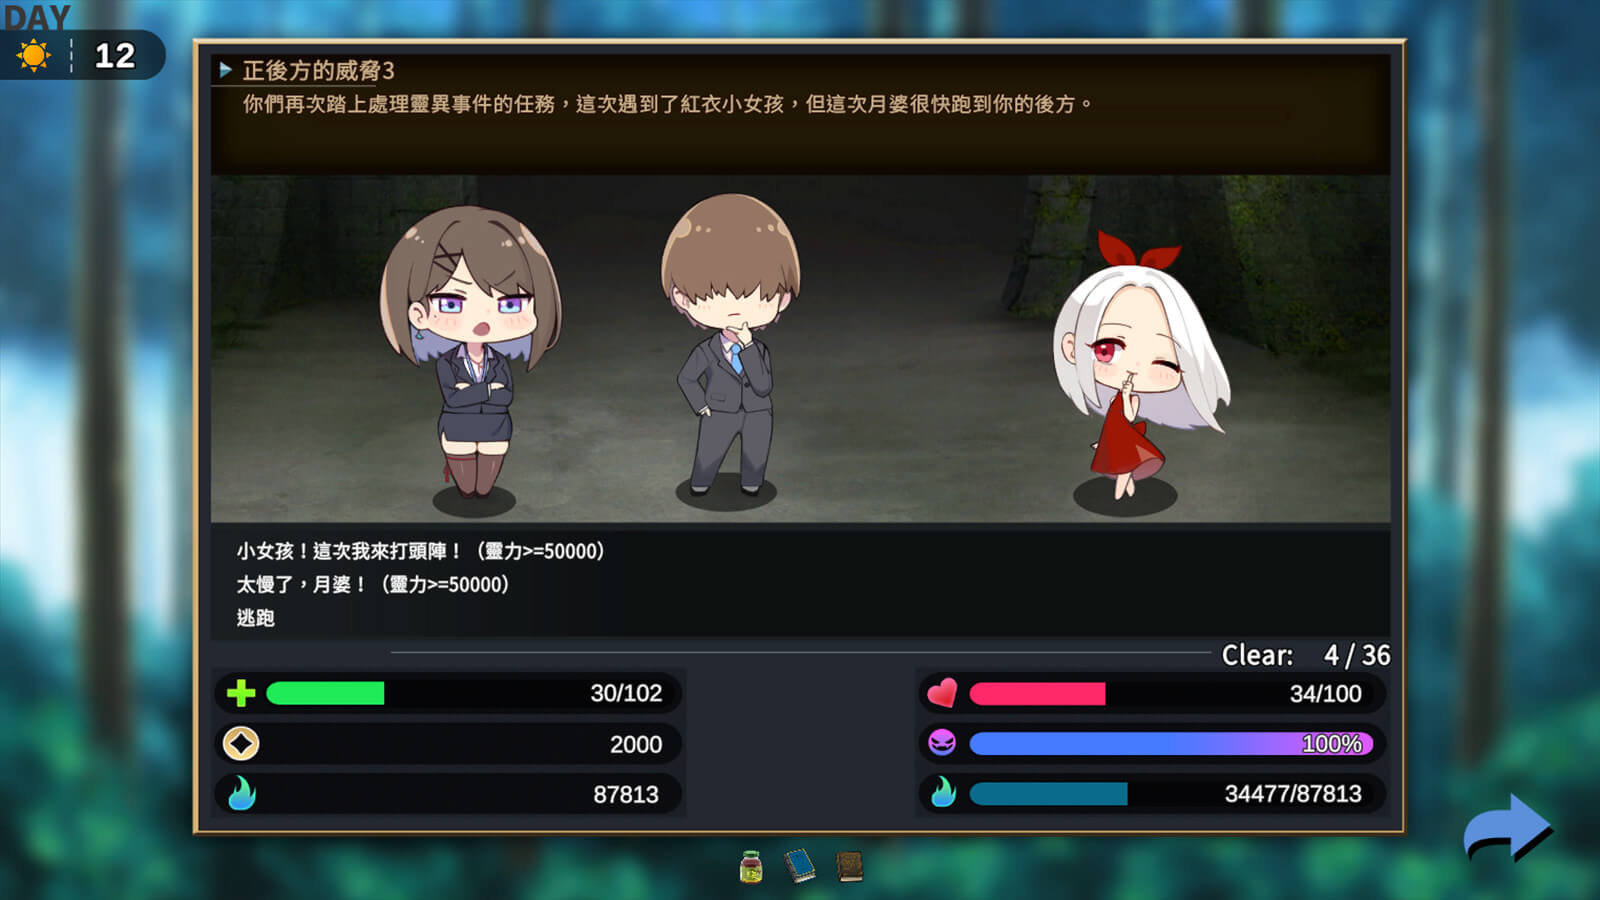 DAY
12
正後方的威脅3
你們再次踏上處理靈異事件的任務，這次遇到了紅衣小女孩，但這次月婆很快跑到你的後方。
小女孩！這次我來打頭陣！（靈力>=50000）
太慢了，月婆！（靈力>=50000）
逃跑
Clear: 4 / 36
30/102
34/100
2000
100%
87813
34477/87813